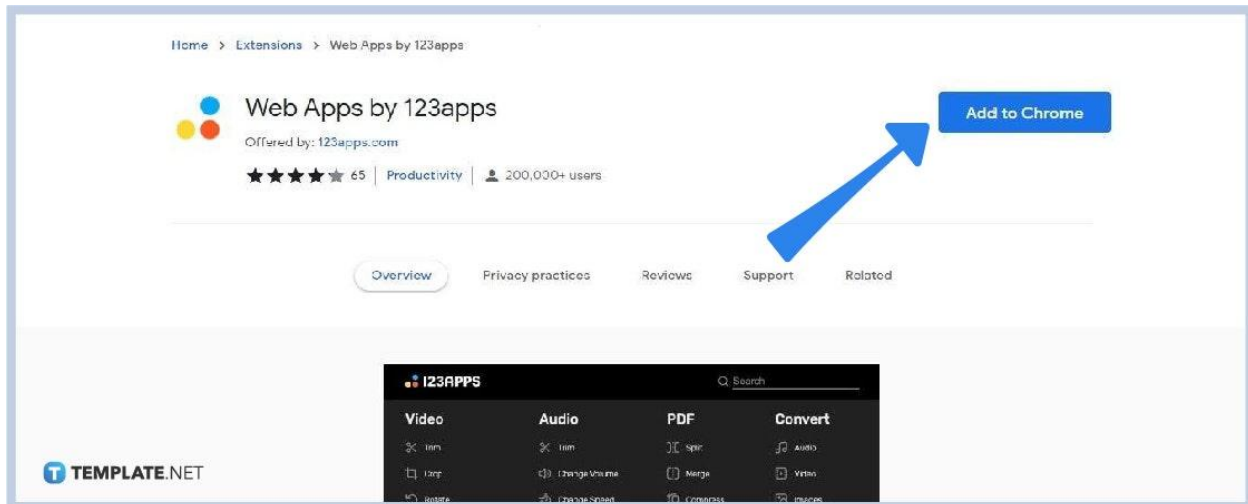 Home > Extensions > Web Apps by 123apps
Web Apps by 123apps
Add to Chrome
Offered by: 123apps.com
65 | Productivity | 200,000+ users
Overview Privacy practices Reviews Support Related
123APPS Search
Video Audio PDF Convert
Trim Trim Split Audio
Crop Change Volume Merge Video
Rotate Change Speed Compress Images
TEMPLATE.NET